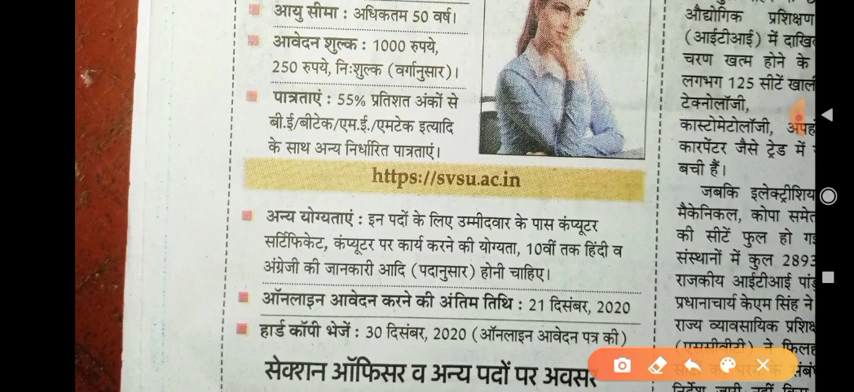 आयु सीमा : अधिकतम 50 वर्ष।
आवेदन शुल्क : 1000 रुपये,
250 रुपये, निःशुल्क (वर्गानुसार)।
पात्रताएं : 55% प्रतिशत अंकों से
बी.ई/बीटेक/एम.ई./एमटेक इत्यादि
के साथ अन्य निर्धारित पात्रताएं।
https://svsu.ac.in
अन्य योग्यताएं : इन पदों के लिए उम्मीदवार के पास कंप्यूटर
सर्टिफिकेट, कंप्यूटर पर कार्य करने की योग्यता, 10वीं तक हिंदी व
अंग्रेजी की जानकारी आदि (पदानुसार) होनी चाहिए।
ऑनलाइन आवेदन करने की अंतिम तिथि : 21 दिसंबर, 2020
हार्ड कॉपी भेजें : 30 दिसंबर, 2020 (ऑनलाइन आवेदन पत्र की)
सेक्शन ऑफिसर व अन्य पदों पर अवसर
औद्योगिक प्रशिक्षण
(आईटीआई) में
चरण खत्म होने के
लगभग 125 सीटें
टेक्नोलॉजी,
कास्टोमेटोलॉजी,
कारपेंटर जैसे ट्रेड में
बची हैं।
जबकि
मैकेनिकल, कोपा समेत
की सीटें फुल हो
संस्थानों में कुल 2893
राजकीय आईटीआई
प्रधानाचार्य केएम सिंह ने
राज्य व्यावसायिक